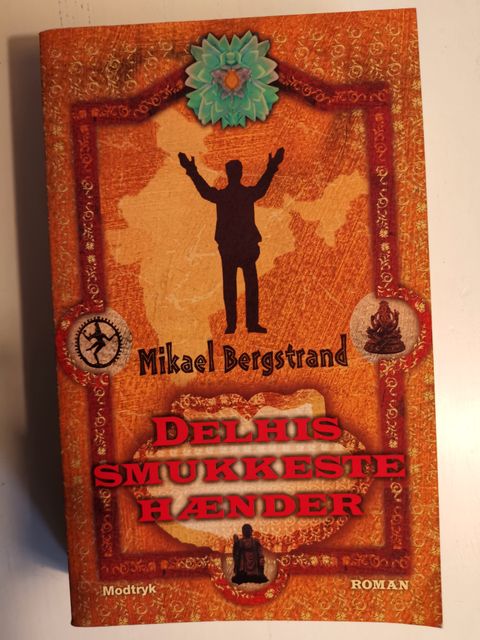 Mikael Bergstrand
DELHIS
SMUKKESTE
HÆNDER
Modtryk
ROMAN